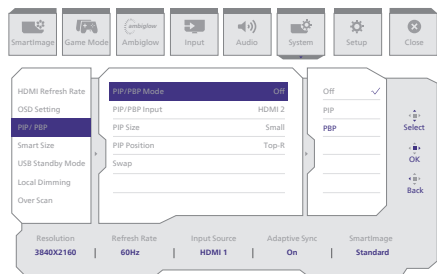 ambiglow
SmartImage Game Mode Ambiglow Input Audio System Setup Close
HDMI Refresh Rate
OSD Setting
PIP/ PBP
Smart Size
USB Standby Mode
Local Dimming
Over Scan
PIP/PBP Mode Off
PIP/PBP Input HDMI 2
PIP Size Small
PIP Position Top-R
Swap
Off
PIP
PBP
Select
OK
Back
Resolution Refresh Rate Input Source Adaptive Sync SmartImage
3840X2160 | 60Hz | HDMI 1 | On | Standard